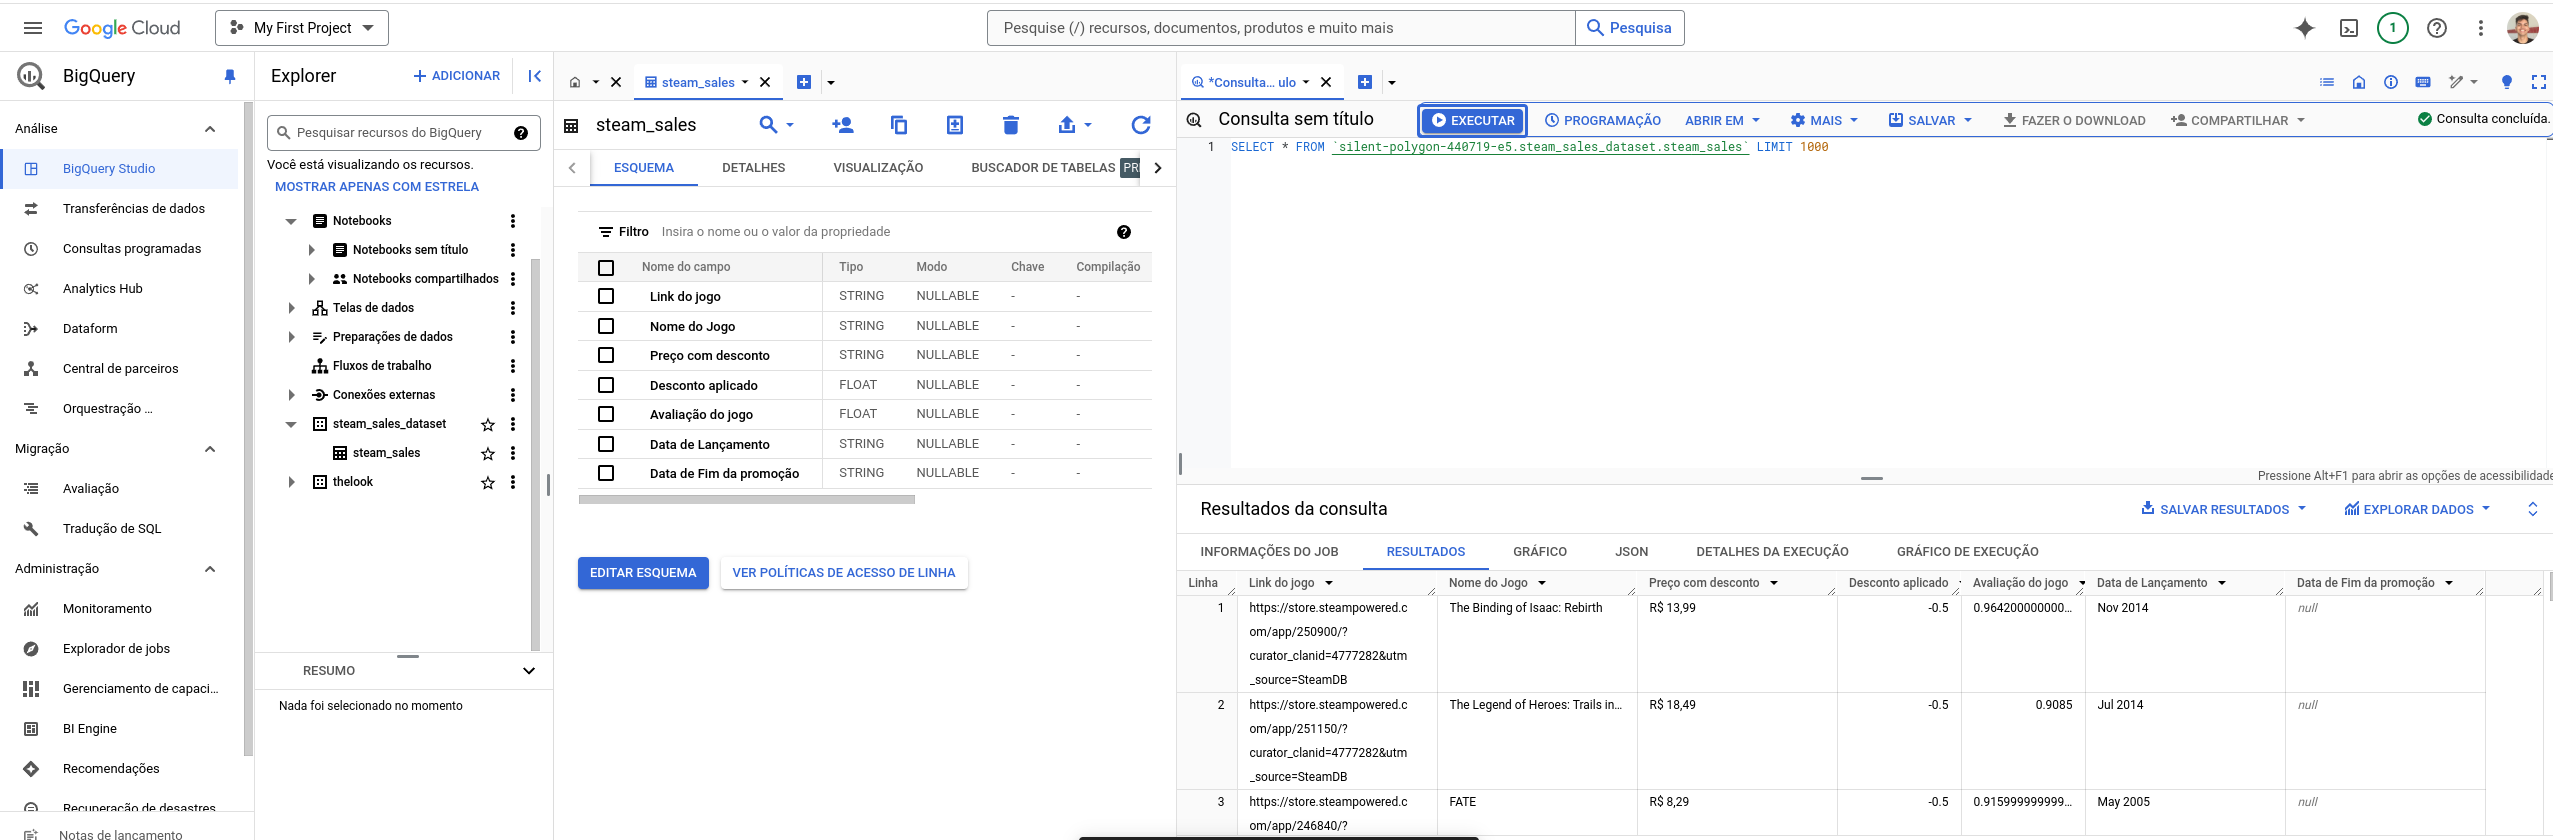 Google Cloud
My First Project
Pesquise (/) recursos, documentos, produtos e muito mais
Pesquisa
1
BigQuery
Análise
BigQuery Studio
Transferências de dados
Consultas programadas
Analytics Hub
Dataform
Central de parceiros
Orquestração ...
Migração
Avaliação
Tradução de SQL
Administração
Monitoramento
Explorador de jobs
Gerenciamento de capaci...
BI Engine
Recomendações
Recuperação de desastres
Notas de lançamento
Explorer
ADICIONAR
Pesquisar recursos do BigQuery
Você está visualizando os recursos.
MOSTRAR APENAS COM ESTRELA
Notebooks
Notebooks sem título
Notebooks compartilhados
Telas de dados
Preparações de dados
Fluxos de trabalho
Conexões externas
steam_sales_dataset
steam_sales
thelook
RESUMO
Nada foi selecionado no momento
steam_sales
steam_sales
ESQUEMA DETALHES VISUALIZAÇÃO BUSCADOR DE TABELAS
Filtro Insira o nome ou o valor da propriedade
Nome do campo Tipo Modo Chave Compilação
Link do jogo STRING NULLABLE - -
Nome do Jogo STRING NULLABLE - -
Preço com desconto STRING NULLABLE - -
Desconto aplicado FLOAT NULLABLE - -
Avaliação do jogo FLOAT NULLABLE - -
Data de Lançamento STRING NULLABLE - -
Data de Fim da promoção STRING NULLABLE - -
EDITAR ESQUEMA VER POLÍTICAS DE ACESSO DE LINHA
*Consulta... ulo
Consulta sem título EXECUTAR PROGRAMAÇÃO ABRIR EM MAIS SALVAR FAZER O DOWNLOAD COMPARTILHAR Consulta concluída.
1 SELECT * FROM `silent-polygon-440719-e5.steam_sales_dataset.steam_sales` LIMIT 1000
Pressione Alt+F1 para abrir as opções de acessibilidade
Resultados da consulta SALVAR RESULTADOS EXPLORAR DADOS
INFORMAÇÕES DO JOB RESULTADOS GRÁFICO JSON DETALHES DA EXECUÇÃO GRÁFICO DE EXECUÇÃO
Linha Link do jogo Nome do Jogo Preço com desconto Desconto aplicado Avaliação do jogo Data de Lançamento Data de Fim da promoção
1 https://store.steampowered.c The Binding of Isaac: Rebirth R$ 13,99 -0.5 0.964200000000... Nov 2014 null
om/app/250900/?
curator_clanid=4777282&utm
_source=SteamDB
2 https://store.steampowered.c The Legend of Heroes: Trails in... R$ 18,49 -0.5 0.9085 Jul 2014 null
om/app/251150/?
curator_clanid=4777282&utm
_source=SteamDB
3 https://store.steampowered.c FATE R$ 8,29 -0.5 0.915999999999... May 2005 null
om/app/246840/?